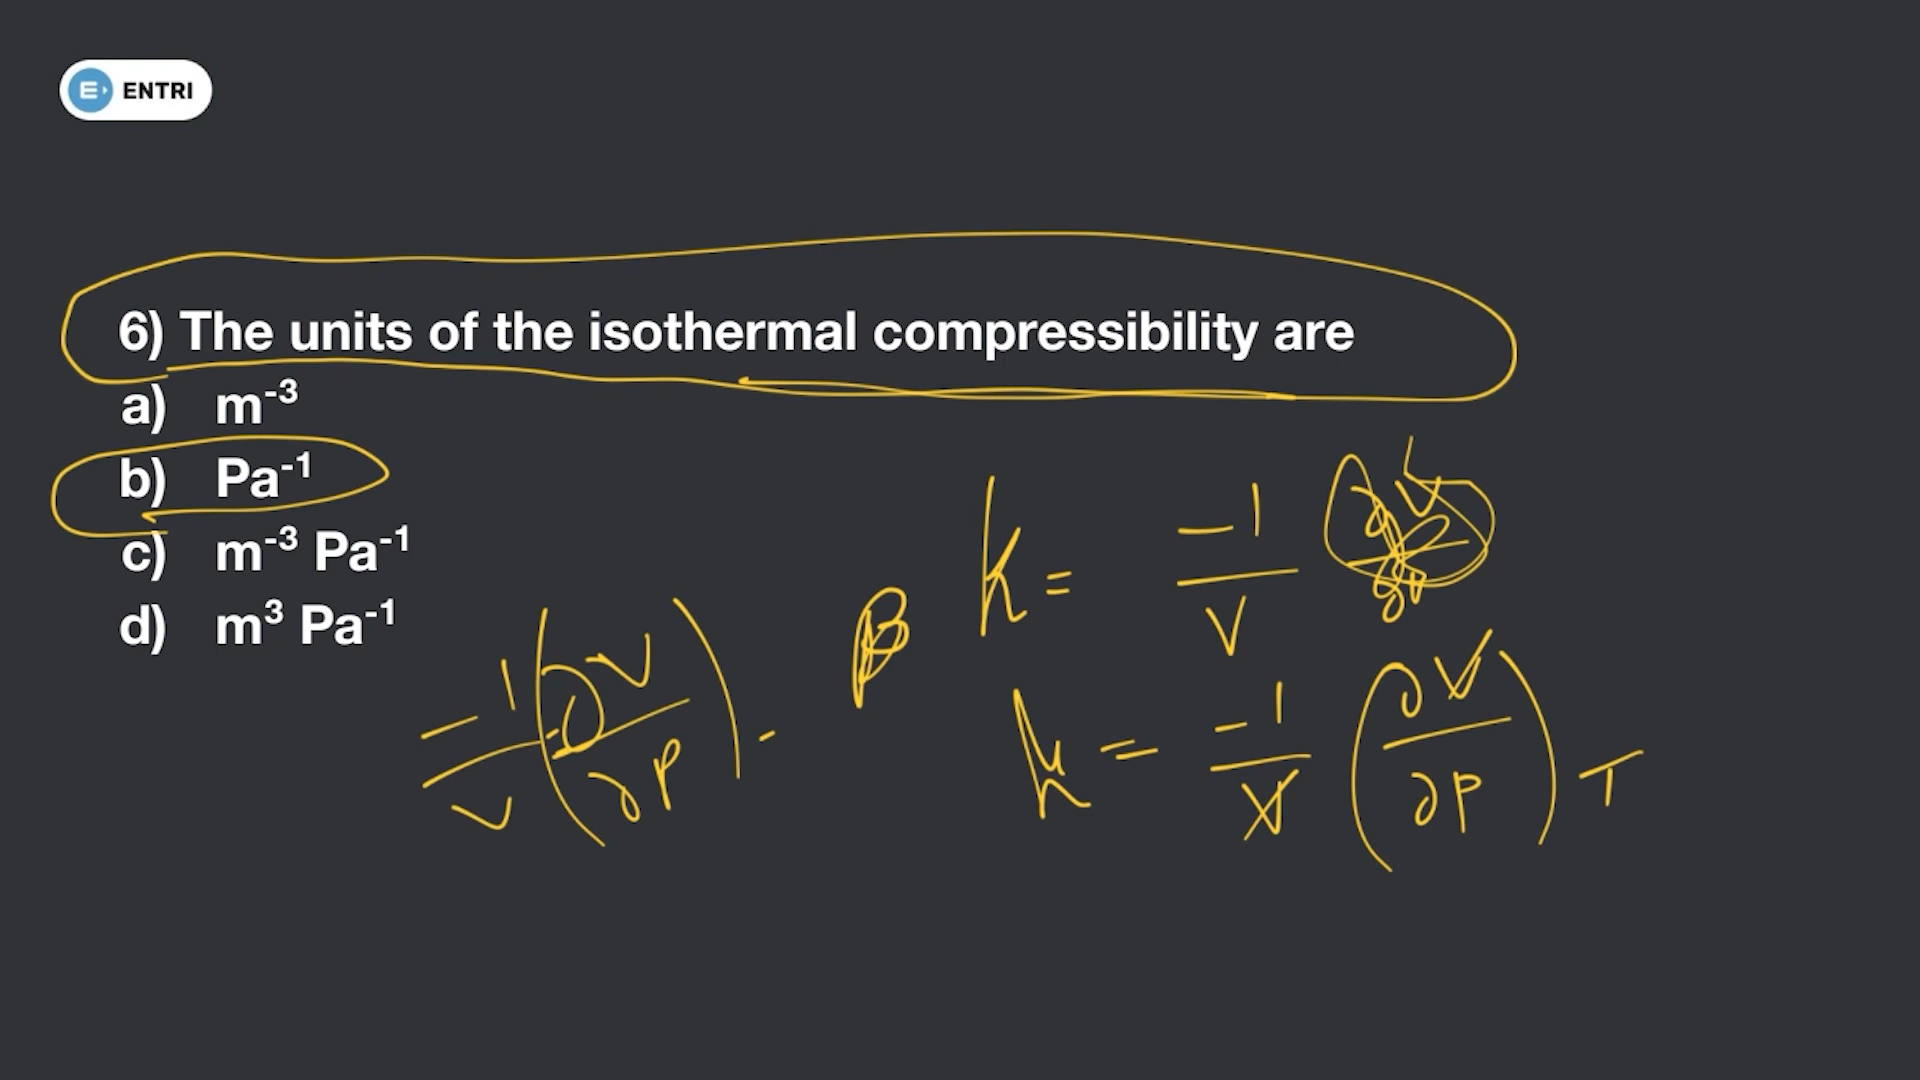 ENTRI
6) The units of the isothermal compressibility are
a) m⁻³
b) Pa⁻¹
c) m⁻³ Pa⁻¹
d) m³ Pa⁻¹
k = -1/V
β
-1/V (∂V/∂P)
k = -1/V (∂V/∂P) T